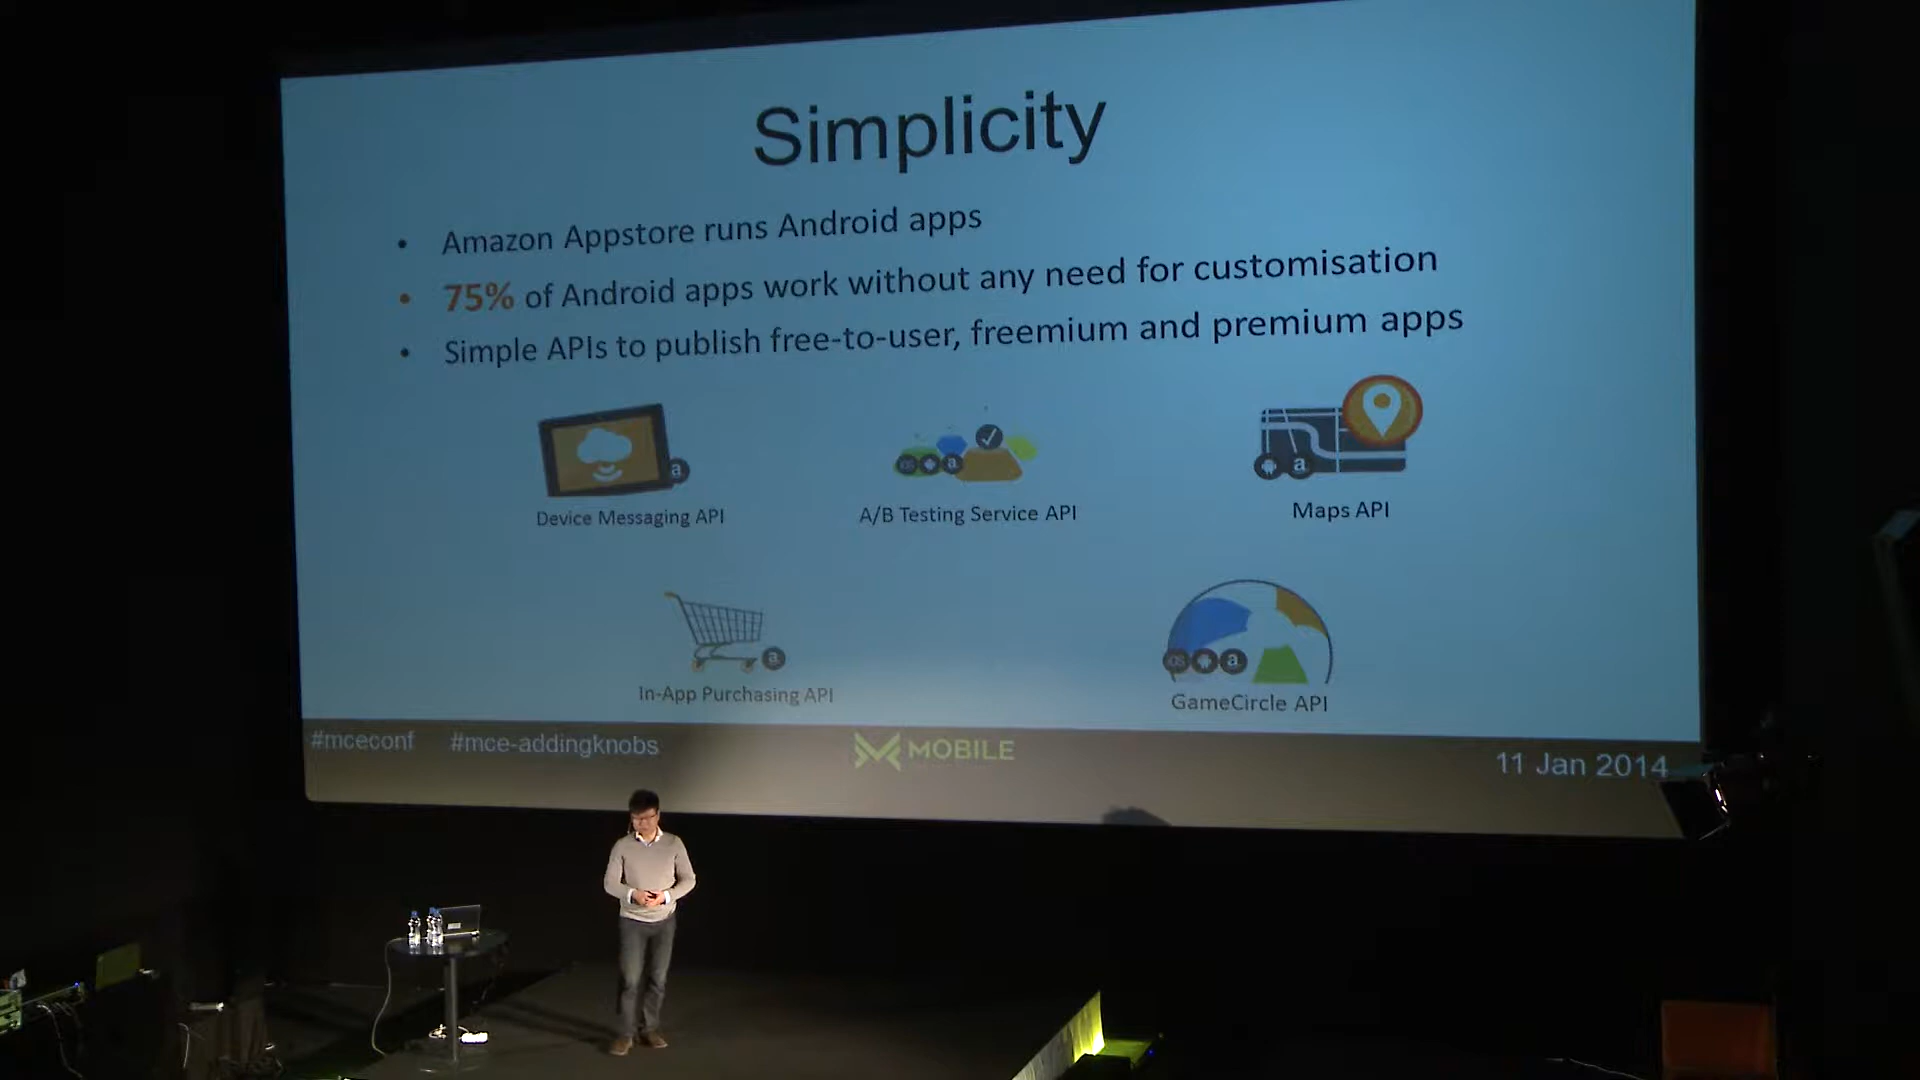 Simplicity
• Amazon Appstore runs Android apps
• 75% of Android apps work without any need for customisation
• Simple APIs to publish free-to-user, freemium and premium apps
Device Messaging API
A/B Testing Service API
Maps API
In-App Purchasing API
GameCircle API
#mceconf #mce-addingknobs
MOBILE
11 Jan 2014